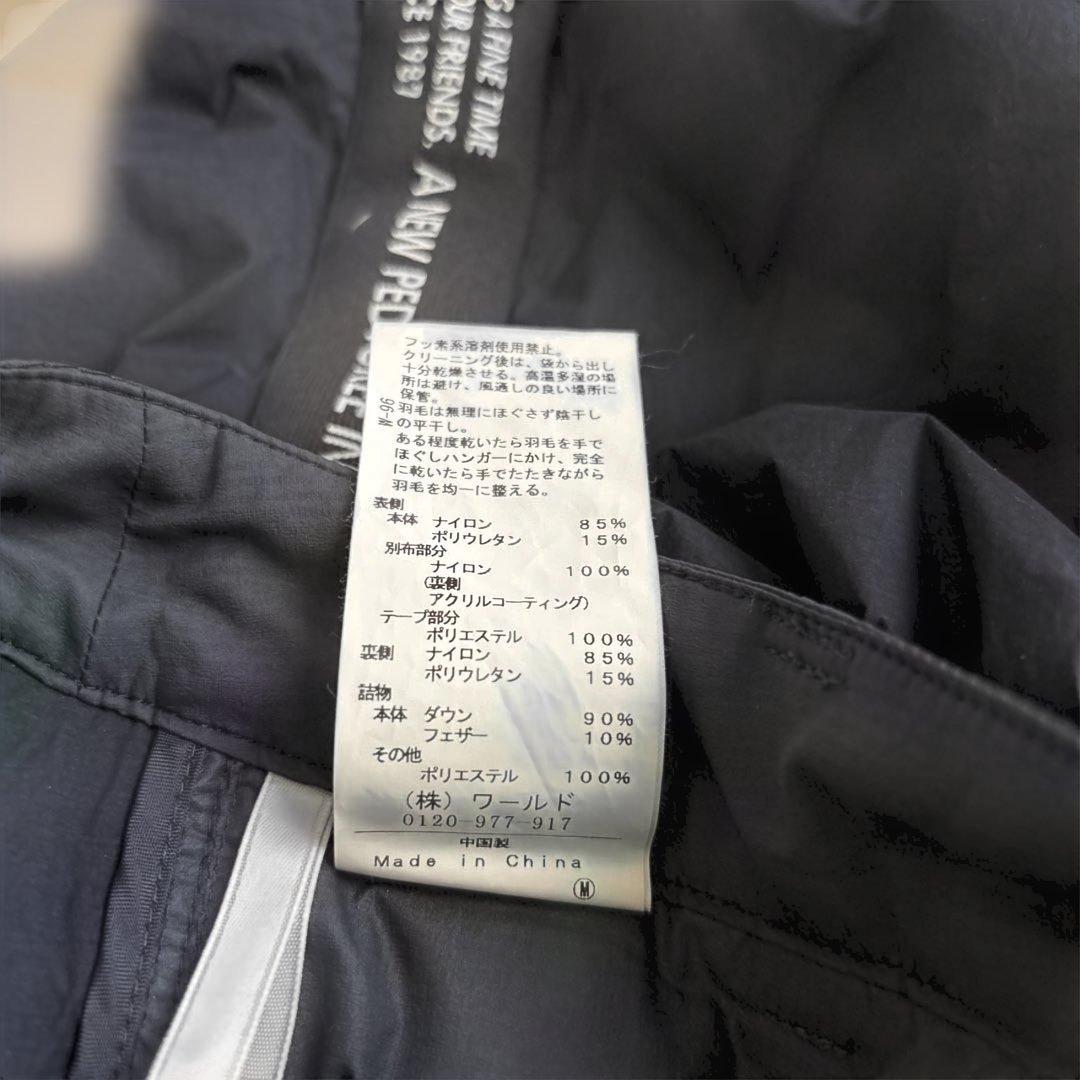 S A FINE TIME
OUR FRIENDS,
CE 1987
A NEW PED
フッ素系溶剤使用禁止。
クリーニング後は、袋から出し
十分乾燥させる。高温多湿の場
所は避け、風通しの良い場所に
保管。
羽毛は無理にほぐさず陰干し
の平干し。
ある程度乾いたら羽毛を手で
ほぐしハンガーにかけ、完全
に乾いたら手でたたきながら
羽毛を均一に整える。
W-96
表側
本体 ナイロン 85%
ポリウレタン 15%
別布部分
ナイロン 100%
(裏側
アクリルコーティング)
テープ部分
ポリエステル 100%
裏側 ナイロン 85%
ポリウレタン 15%
詰物
本体 ダウン 90%
フェザー 10%
その他
ポリエステル 100%
(株) ワールド
0120-977-917
中国製
Made in China
M